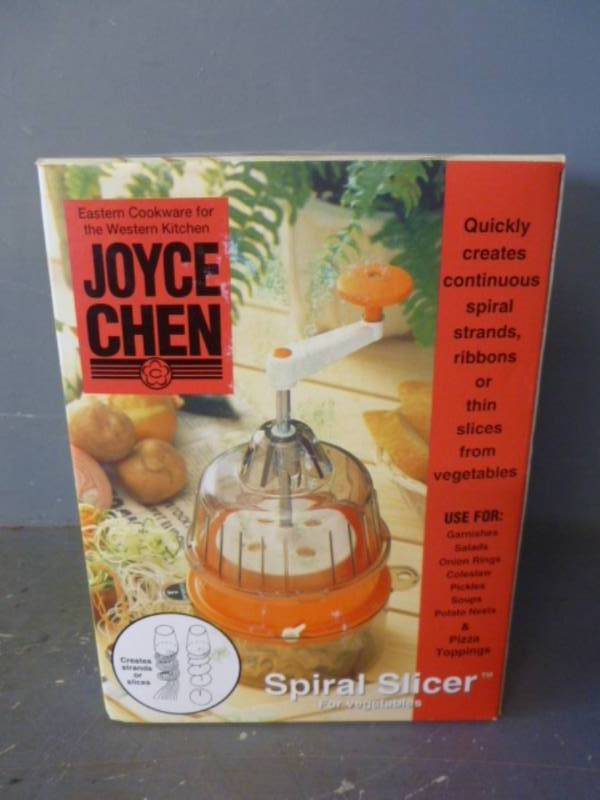 Eastern Cookware for
the Western Kitchen
JOYCE
CHEN
C
Quickly
creates
continuous
spiral
strands,
ribbons
or
thin
slices
from
vegetables
USE FOR:
Garnishes
Salads
Onion Rings
Coleslaw
Pickles
Soups
Potato Nests
&
Pizza
Toppings
Creates
strands
or
slices
Spiral Slicer™
For vegetables